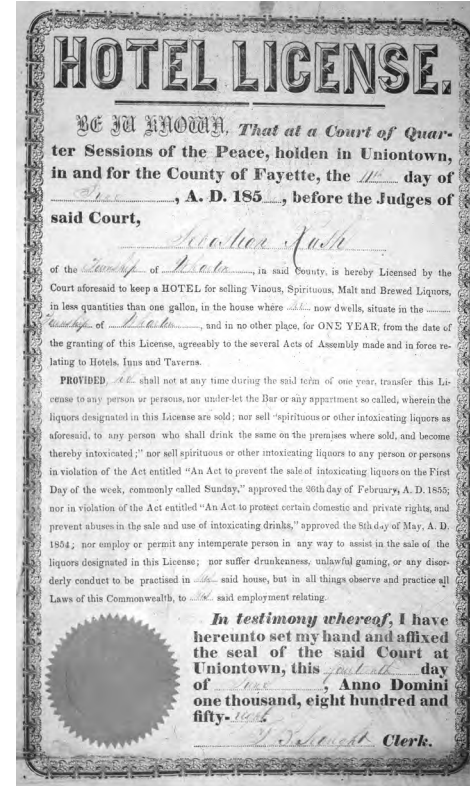 HOTEL LICENSE.
BE IT KNOWN, That at a Court of Quar-
ter Sessions of the Peace, holden in Uniontown,
in and for the County of Fayette, the day of
June, A. D. 185 , before the Judges of
said Court,
Sebastian Rush
of the Township of Wharton, in said County, is hereby Licensed by the
Court aforesaid to keep a HOTEL for selling Vinous, Spirituous, Malt and Brewed Liquors,
in less quantities than one gallon, in the house where he now dwells, situate in the
Township of Wharton, and in no other place, for ONE YEAR, from the date of
the granting of this License, agreeably to the several Acts of Assembly made and in force re-
lating to Hotels, Inns and Taverns.
PROVIDED, he shall not at any time during the said term of one year, transfer this Li-
cense to any person or persons, nor under-let the Bar or any appartment so called, wherein the
liquors designated in this License are sold; nor sell "spirituous or other intoxicating liquors as
aforesaid, to any person who shall drink the same on the premises where sold, and become
thereby intoxicated;" nor sell spirituous or other intoxicating liquors to any person or persons
in violation of the Act entitled "An Act to prevent the sale of intoxicating liquors on the First
Day of the week, commonly called Sunday," approved the 26th day of February, A. D. 1855;
nor in violation of the Act entitled "An Act to protect certain domestic and private rights, and
prevent abuses in the sale and use of intoxicating drinks," approved the 8th day of May, A. D.
1854; nor employ or permit any intemperate person in any way to assist in the sale of the
liquors designated in this License; nor suffer drunkenness, unlawful gaming, or any disor-
derly conduct to be practised in his said house, but in all things observe and practice all
Laws of this Commonwealth, to his said employment relating.
In testimony whereof, I have
hereunto set my hand and affixed
the seal of the said Court at
Uniontown, this fourteenth day
of June, Anno Domini
one thousand, eight hundred and
fifty-eight
Clerk.